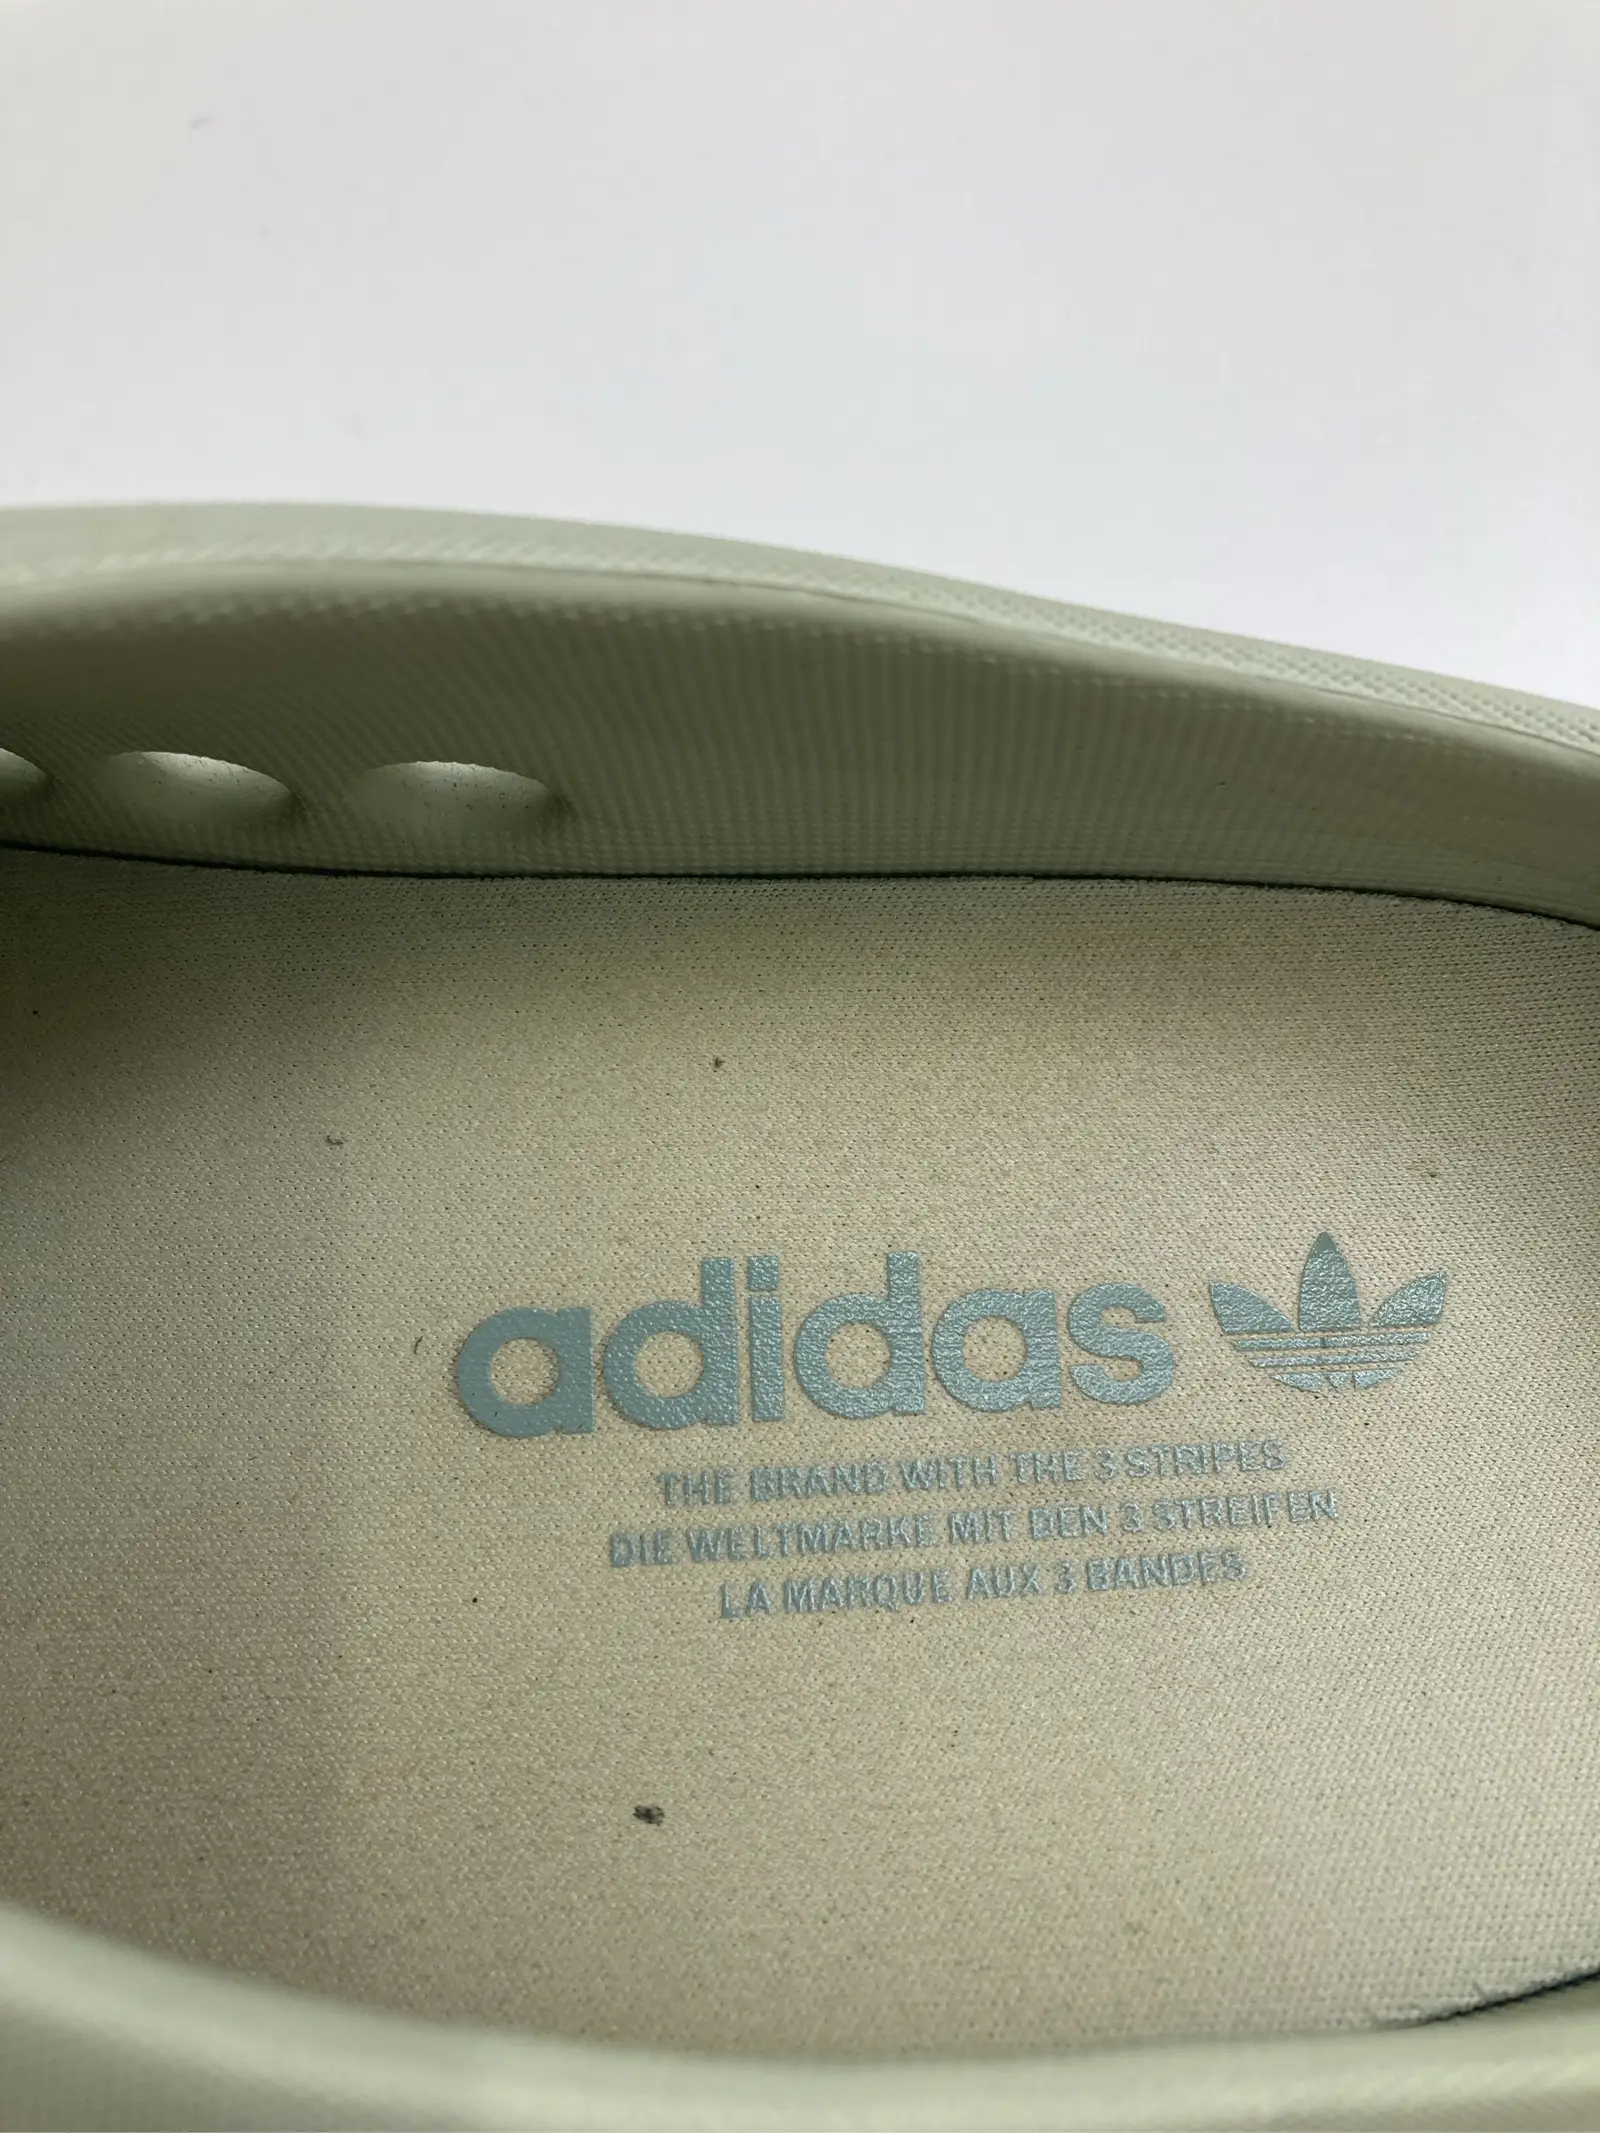 adidas
THE BRAND WITH THE 3 STRIPES
DIE WELTMARKE MIT DEN 3 STREIFEN
LA MARQUE AUX 3 BANDES